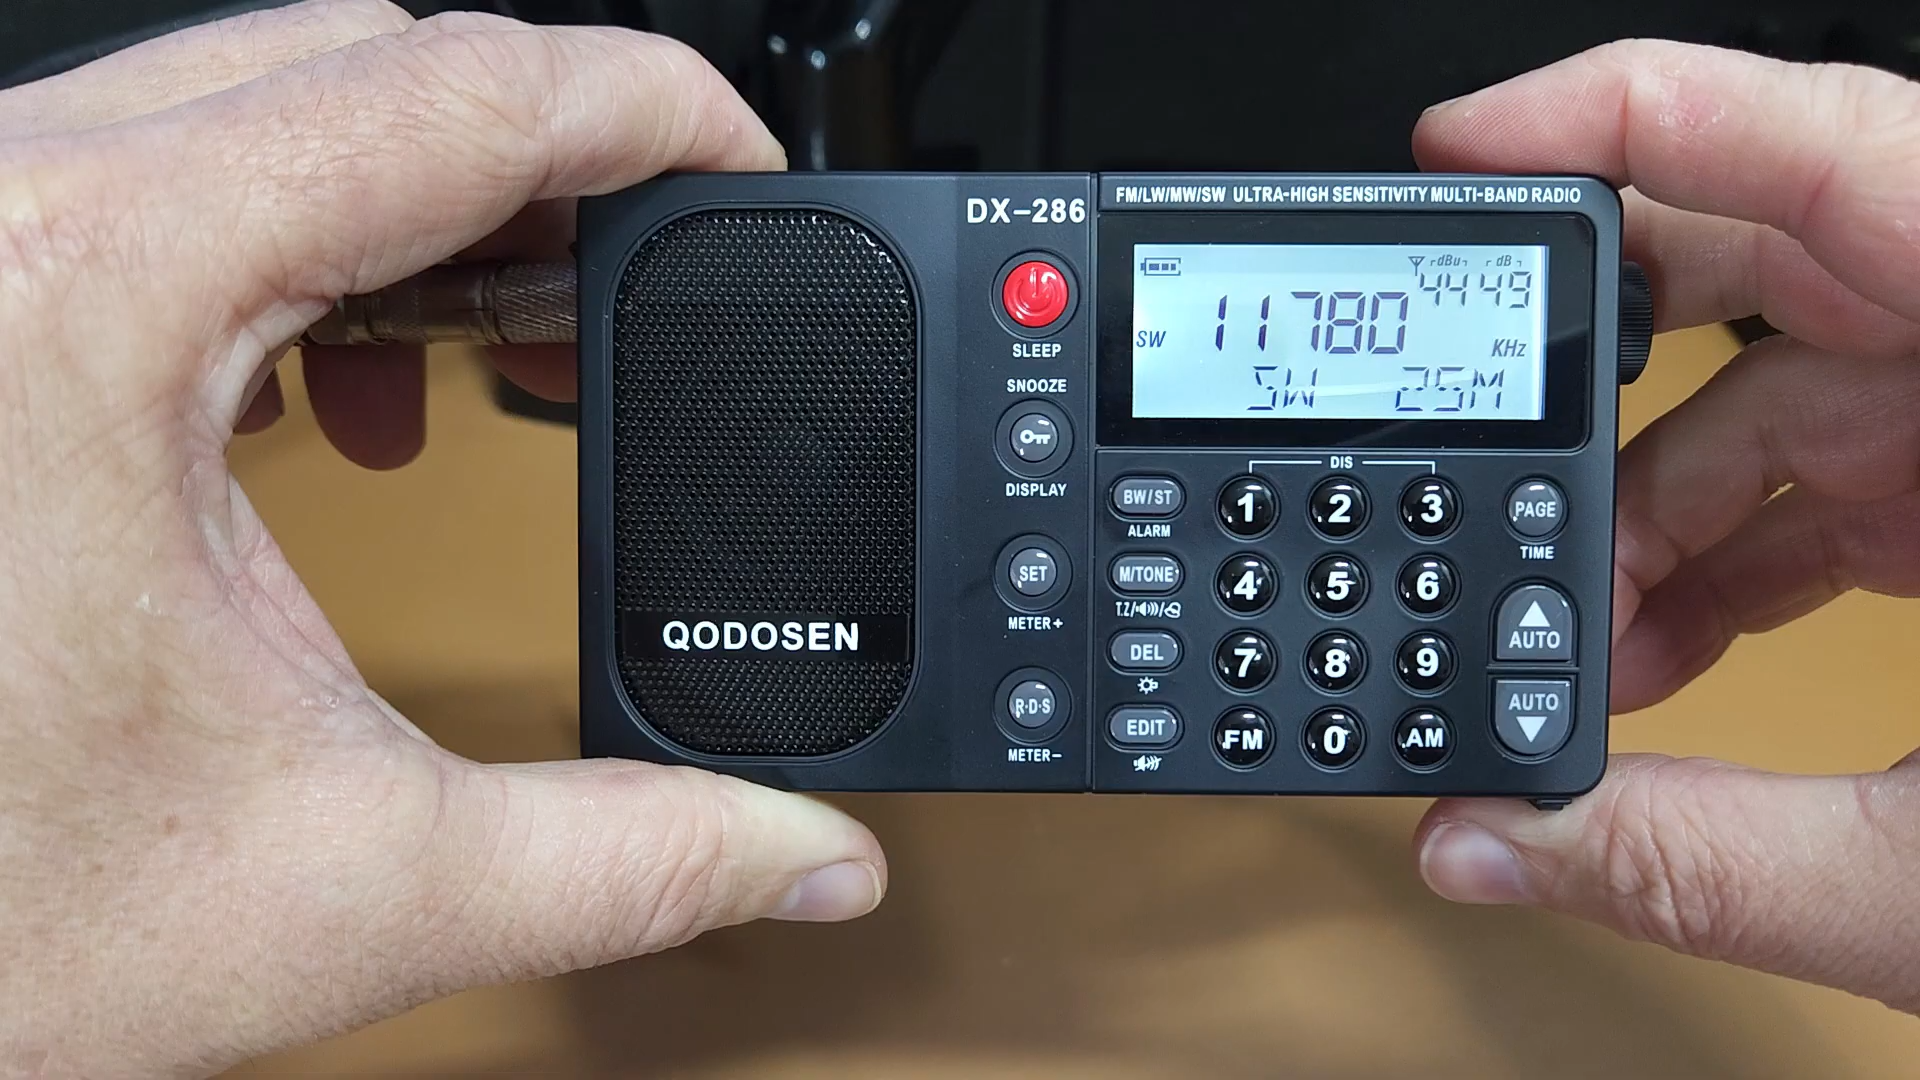 DX-286
FM/LW/MW/SW ULTRA-HIGH SENSITIVITY MULTI-BAND RADIO
dBu dB
44 49
SW 11780 KHz
SW 25M
SLEEP
SNOOZE
DISPLAY
SET
METER+
R·D·S
METER-
QODOSEN
DIS
BW/ST 1 2 3 PAGE
ALARM TIME
M/TONE 4 5 6
T.Z/
AUTO
DEL 7 8 9
AUTO
EDIT FM 0 AM